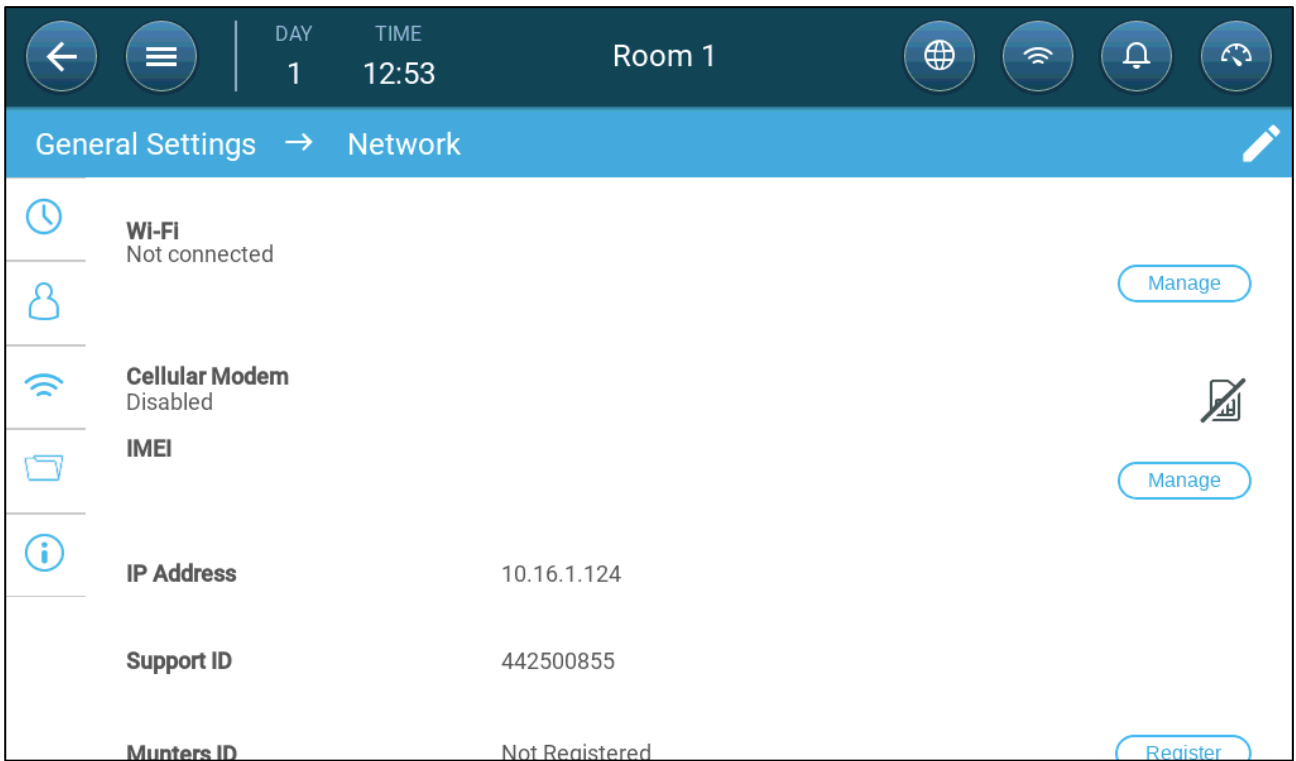 DAY TIME
1 12:53 Room 1
General Settings → Network
Wi-Fi
Not connected
Manage
Cellular Modem
Disabled
IMEI
Manage
IP Address 10.16.1.124
Support ID 442500855
Munters ID Not Registered Register